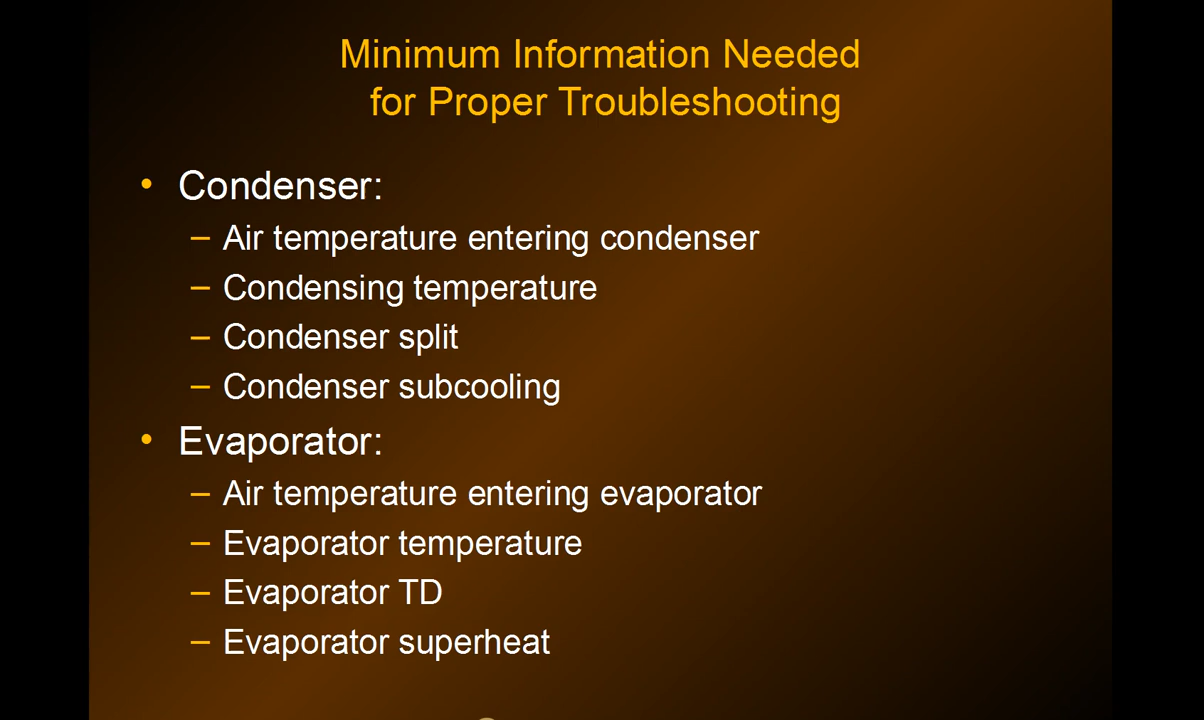 Minimum Information Needed
for Proper Troubleshooting
• Condenser:
– Air temperature entering condenser
– Condensing temperature
– Condenser split
– Condenser subcooling
• Evaporator:
– Air temperature entering evaporator
– Evaporator temperature
– Evaporator TD
– Evaporator superheat